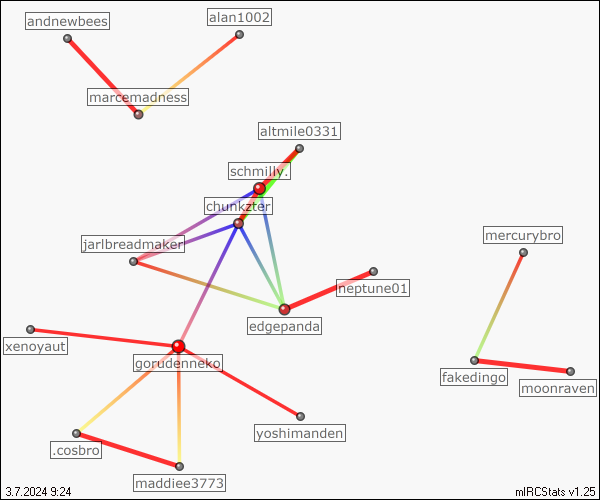 alan1002
andnewbees
marcemadness
altmile0331
schmilly.
chunkzter
mercurybro
jarlbreadmaker
neptune01
edgepanda
xenoyaut
gorudenneko
fakedingo
moonraven
yoshimanden
.cosbro
maddiee3773
3.7.2024 9:24
mIRCStats v1.25